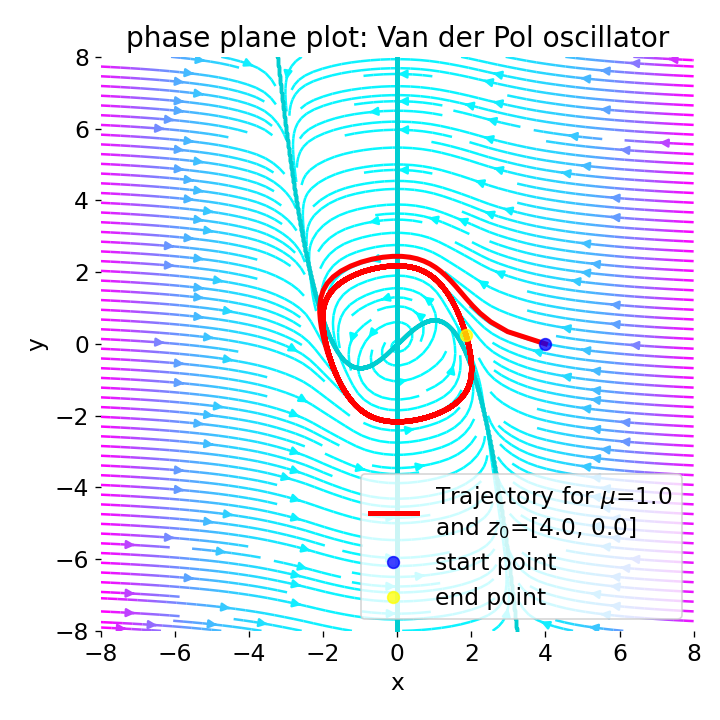 phase plane plot: Van der Pol oscillator
8
6
4
2
0
−2
−4
−6
−8
y
−8 −6 −4 −2 0 2 4 6 8
x
Trajectory for μ=1.0
and z₀=[4.0, 0.0]
start point
end point